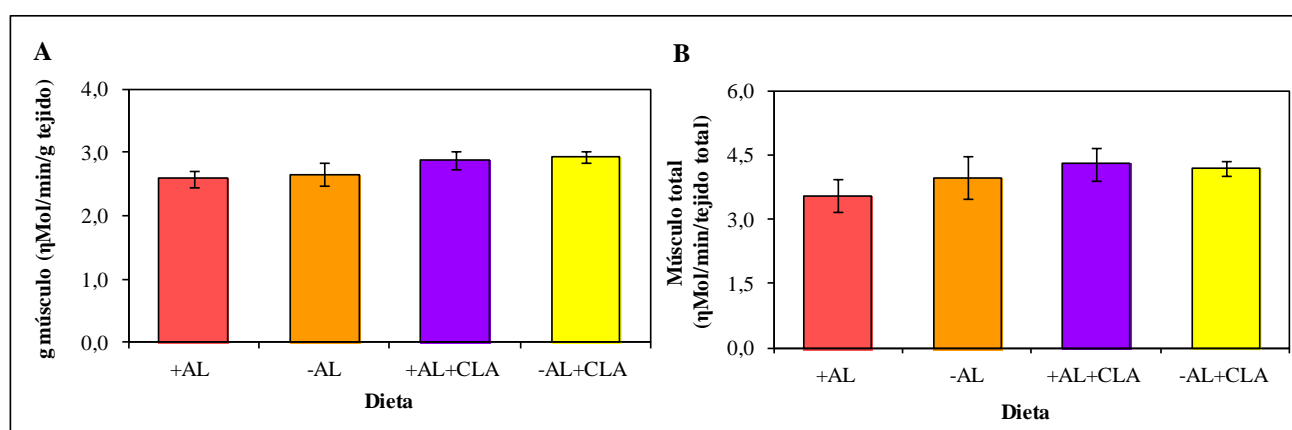 A
g músculo (ηMol/min/g tejido)
4,0
3,0
2,0
1,0
0,0
+AL -AL +AL+CLA -AL+CLA
Dieta
B
Músculo total
(ηMol/min/tejido total)
6,0
4,5
3,0
1,5
0,0
+AL -AL +AL+CLA -AL+CLA
Dieta